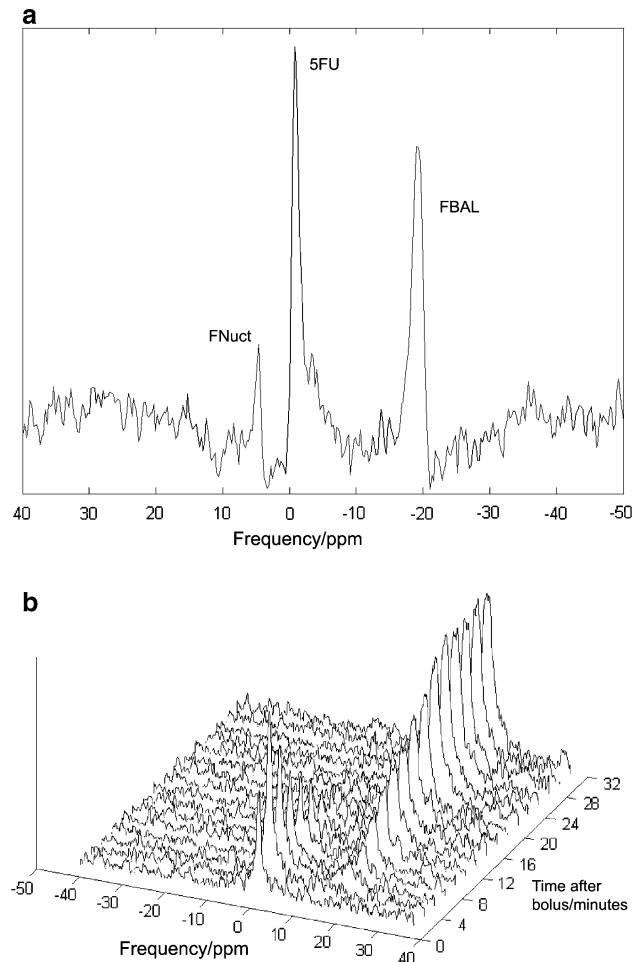 a
5FU
FBAL
FNuct
40 30 20 10 0 -10 -20 -30 -40 -50
Frequency/ppm
b
32
28
24
20
16
12
8
4
0
Time after
bolus/minutes
-50 -40 -30 -20 -10 0 10 20 30 40
Frequency/ppm